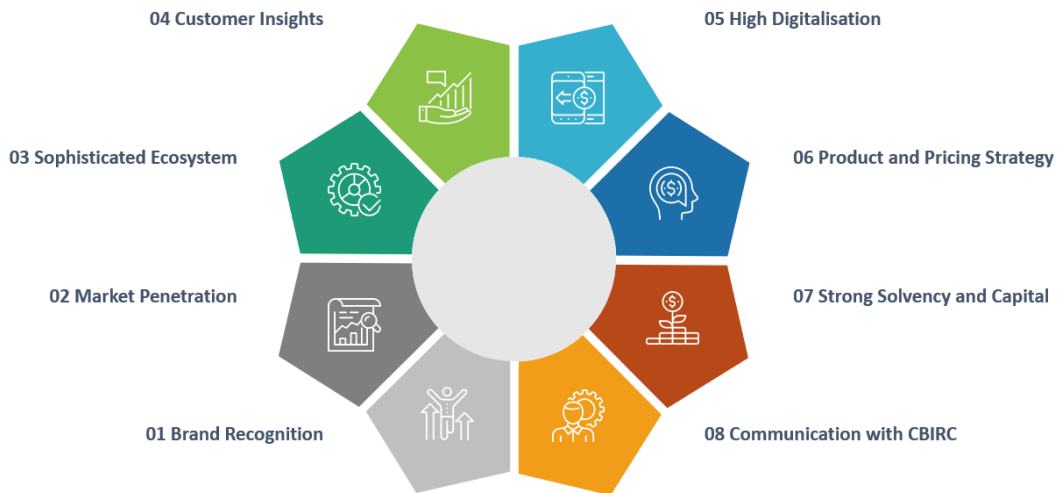 04 Customer Insights
05 High Digitalisation
03 Sophisticated Ecosystem
06 Product and Pricing Strategy
02 Market Penetration
07 Strong Solvency and Capital
01 Brand Recognition
08 Communication with CBIRC